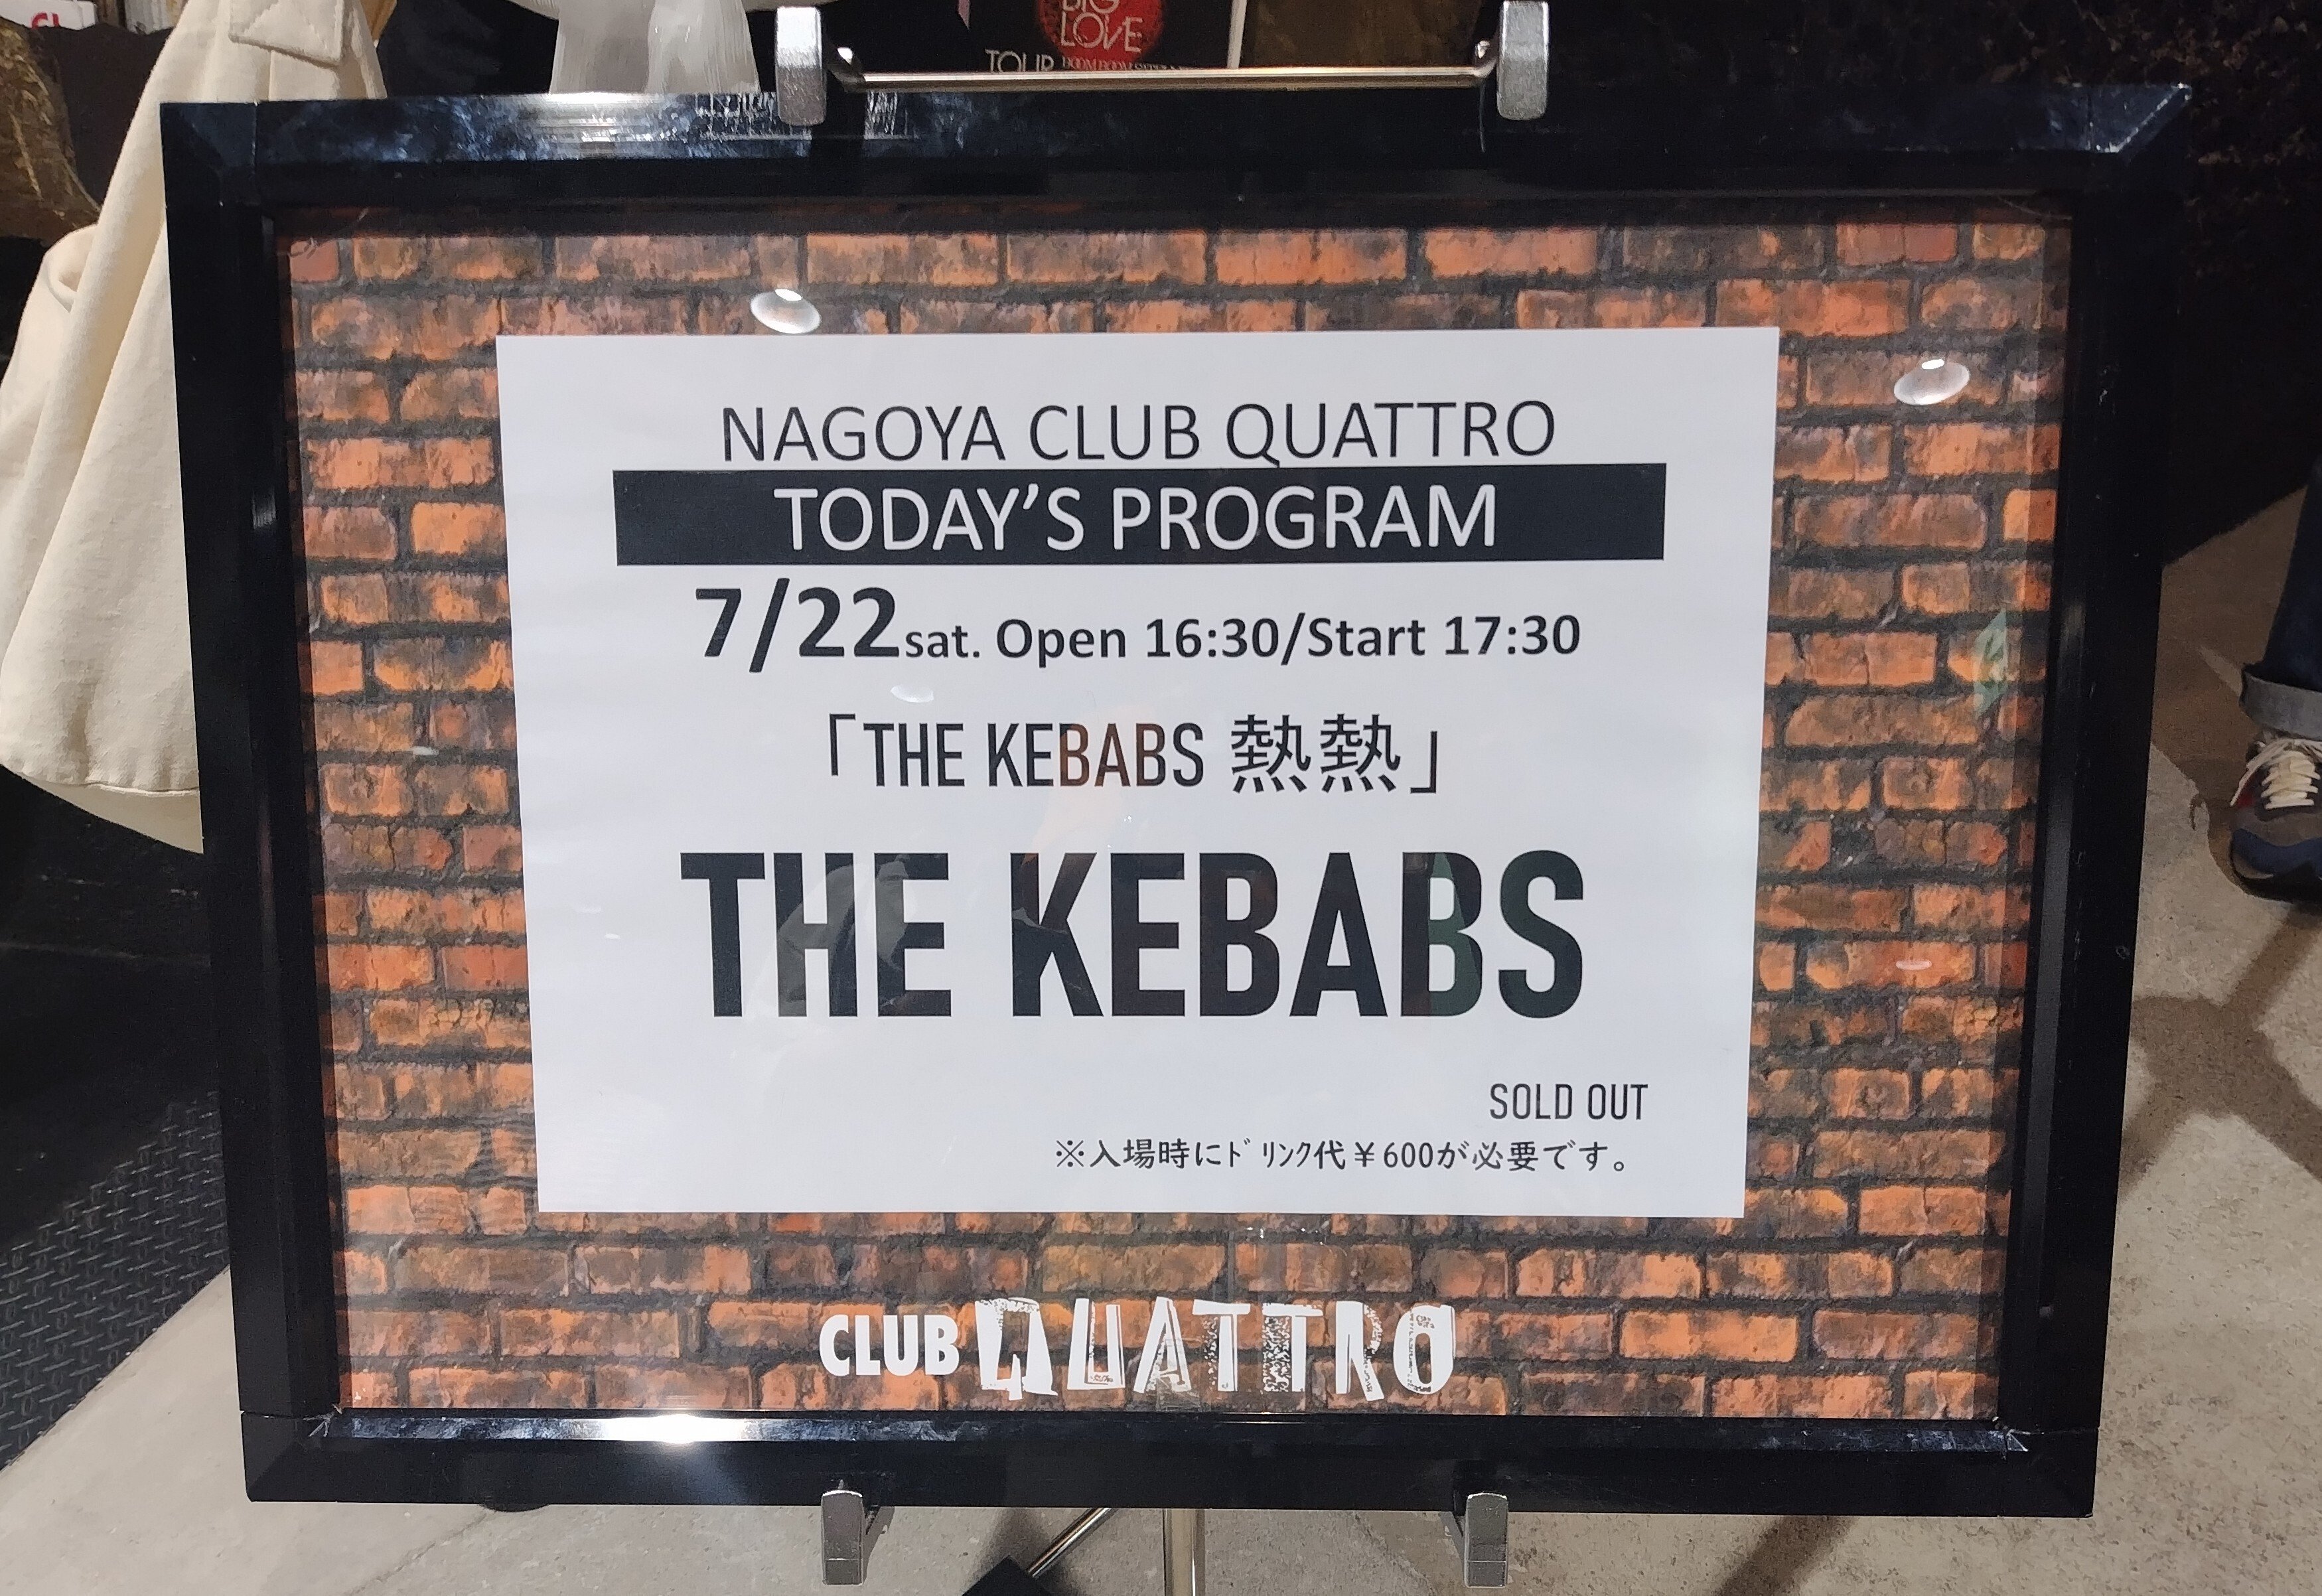 BIG
LOVE
TOUR
NAGOYA CLUB QUATTRO
TODAY'S PROGRAM
7/22sat. Open 16:30/Start 17:30
「THE KEBABS 熱熱」
THE KEBABS
SOLD OUT
※入場時にﾄﾞﾘﾝｸ代￥600が必要です。
CLUB QUATTRO